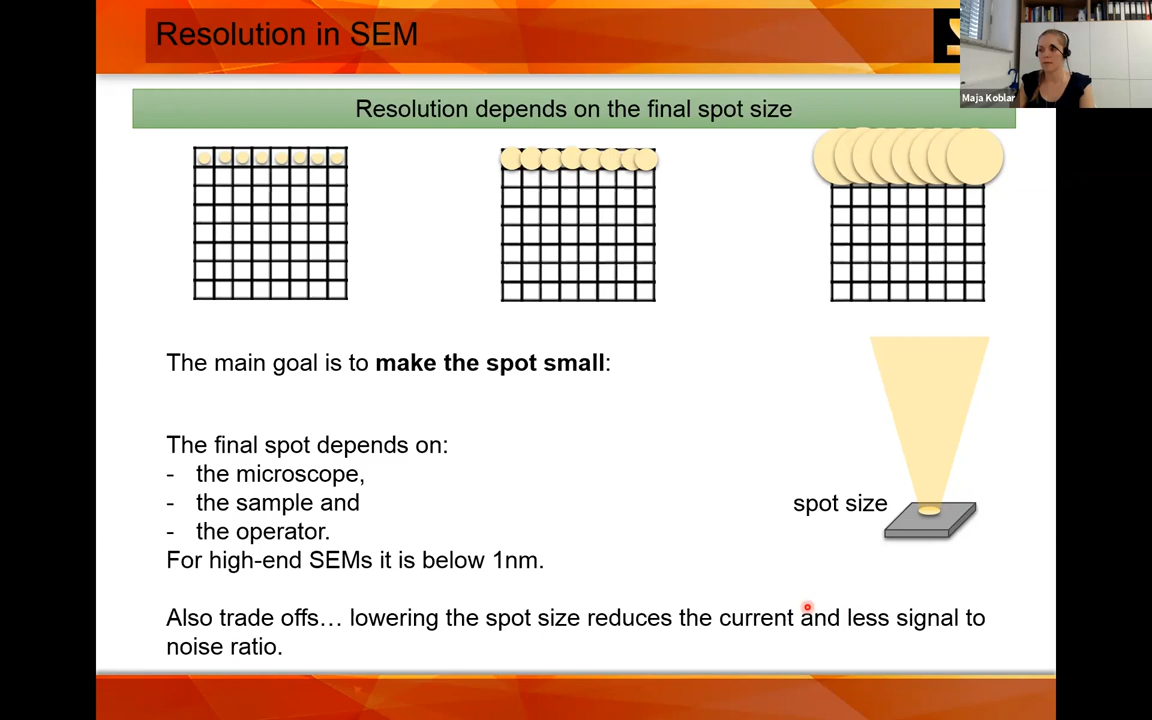 Resolution in SEM
Maja Koblar
Resolution depends on the final spot size
The main goal is to make the spot small:
The final spot depends on:
- the microscope,
- the sample and
- the operator.
For high-end SEMs it is below 1nm.
spot size
Also trade offs… lowering the spot size reduces the current and less signal to
noise ratio.